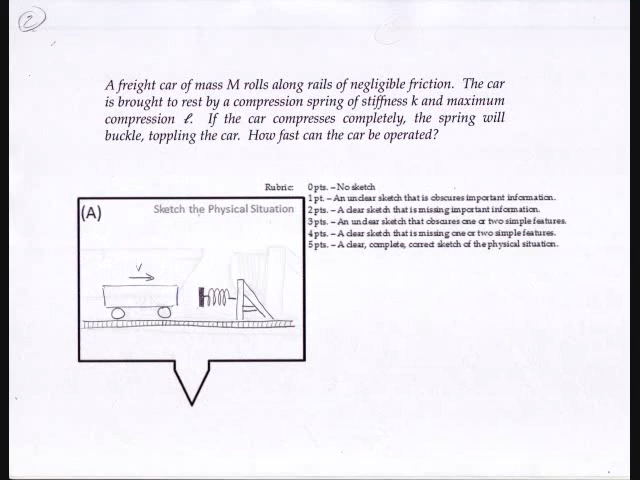 2
A freight car of mass M rolls along rails of negligible friction. The car
is brought to rest by a compression spring of stiffness k and maximum
compression ℓ. If the car compresses completely, the spring will
buckle, toppling the car. How fast can the car be operated?
Rubric: 0 pts. – No sketch
1 pt. – An unclear sketch that is obscures important information.
2 pts. – A clear sketch that is missing important information.
3 pts. – An unclear sketch that obscures one or two simple features.
4 pts. – A clear sketch that is missing one or two simple features.
5 pts. – A clear, complete, correct sketch of the physical situation.
(A) Sketch the Physical Situation
v